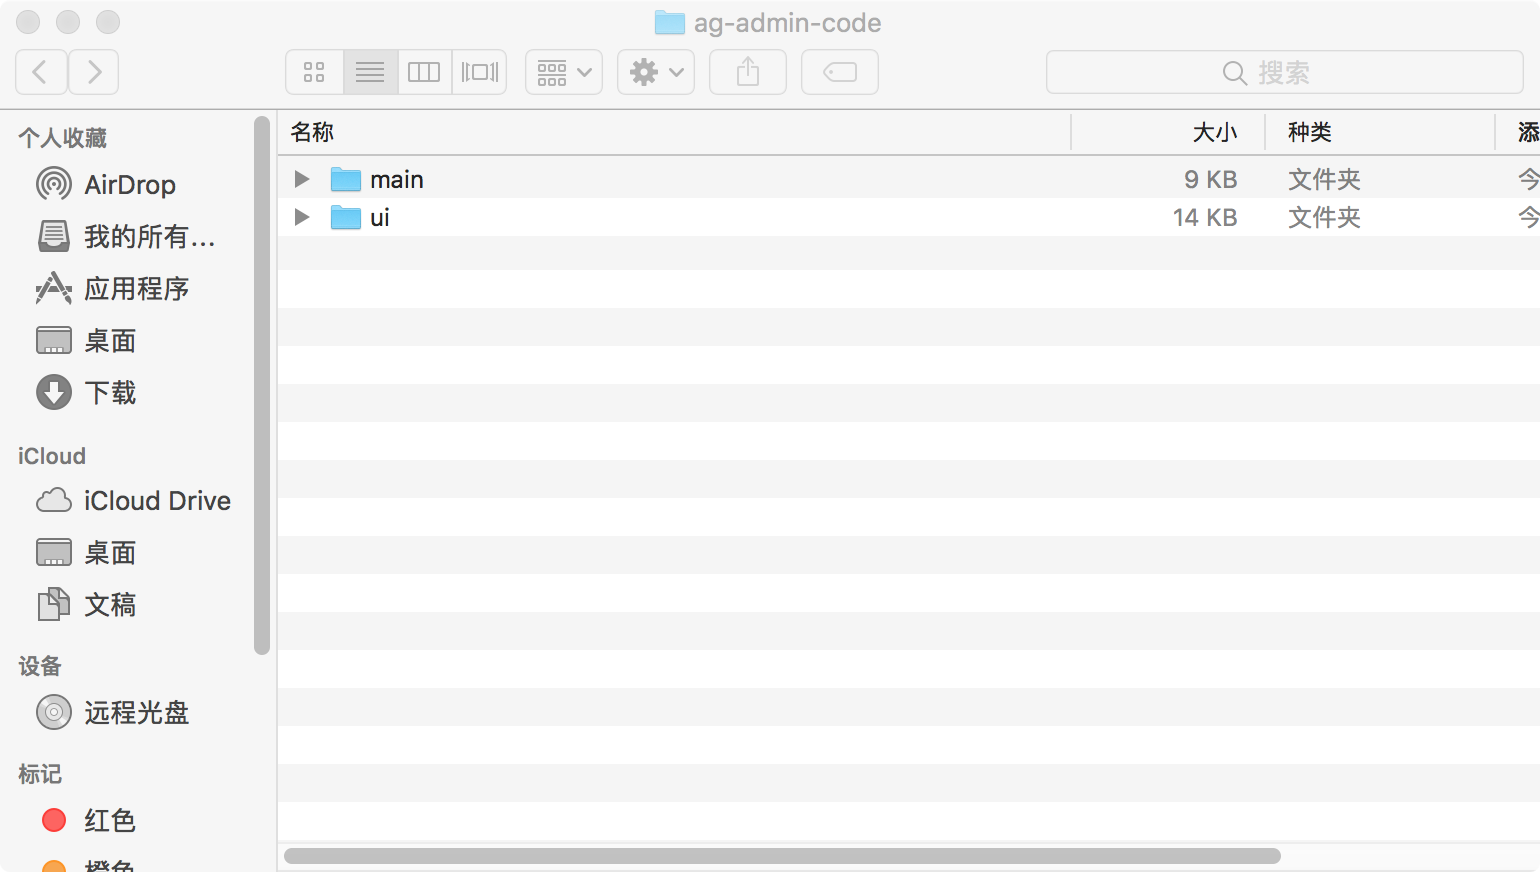 ag-admin-code
搜索
个人收藏
AirDrop
我的所有...
应用程序
桌面
下载
iCloud
iCloud Drive
桌面
文稿
设备
远程光盘
标记
红色
橙色
名称 大小 种类 添
main 9 KB 文件夹 今
ui 14 KB 文件夹 今